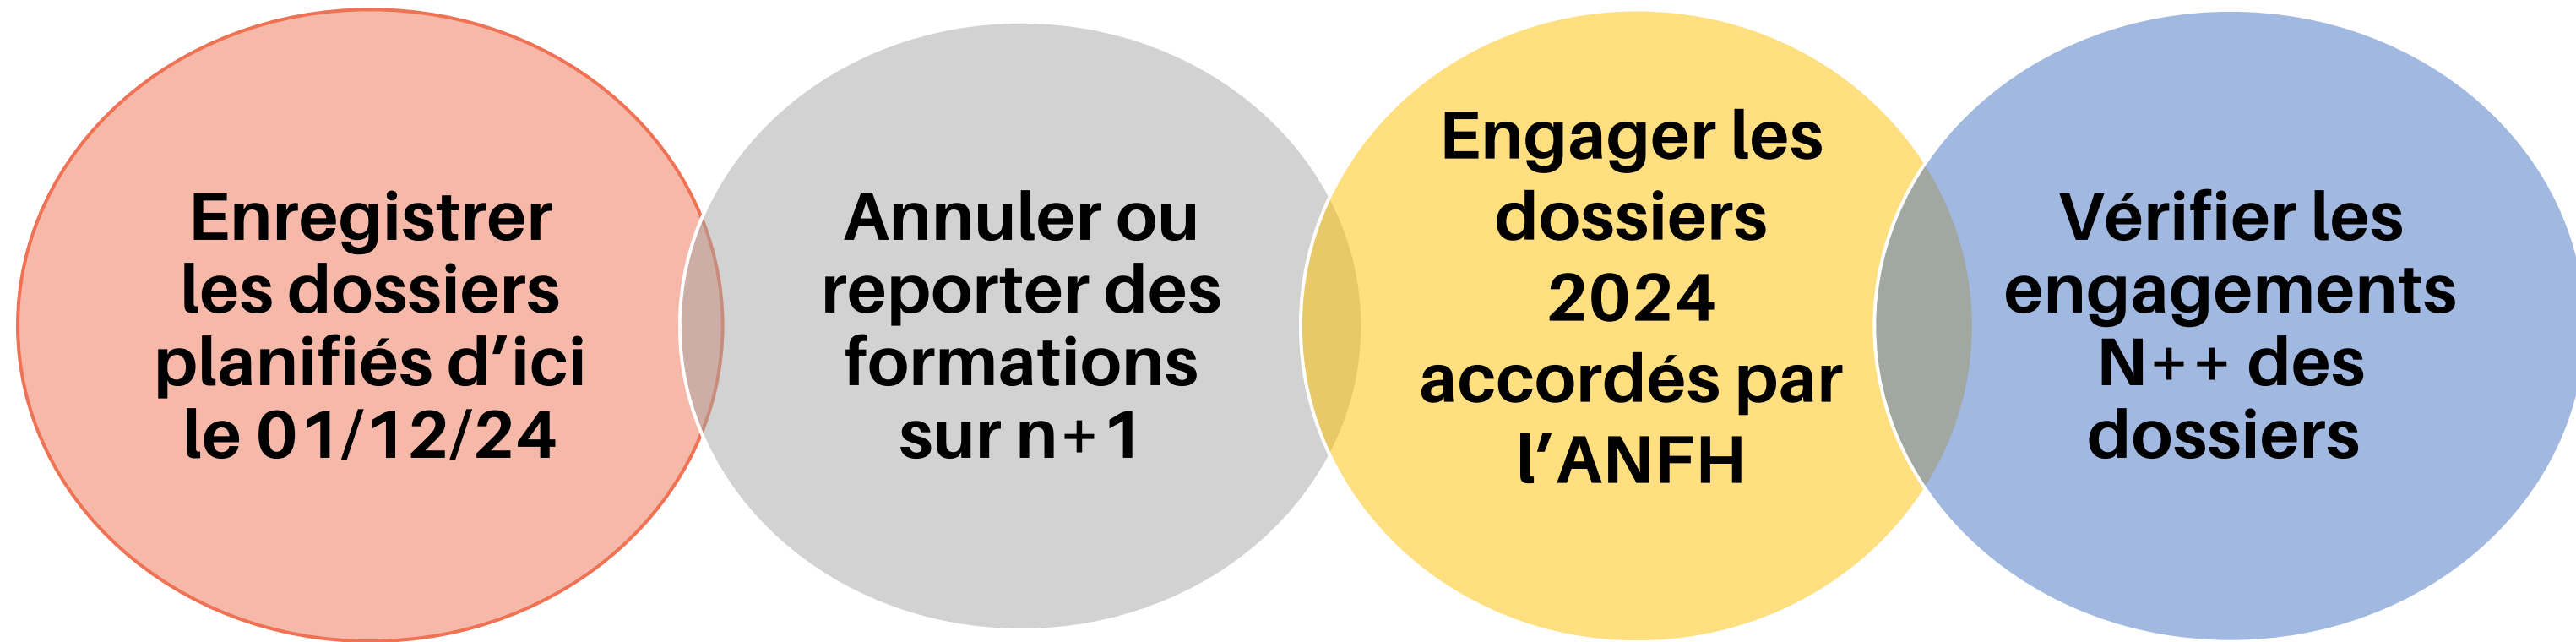 Enregistrer
les dossiers
planifiés d’ici
le 01/12/24
Annuler ou
reporter des
formations
sur n+1
Engager les
dossiers
2024
accordés par
l’ANFH
Vérifier les
engagements
N++ des
dossiers